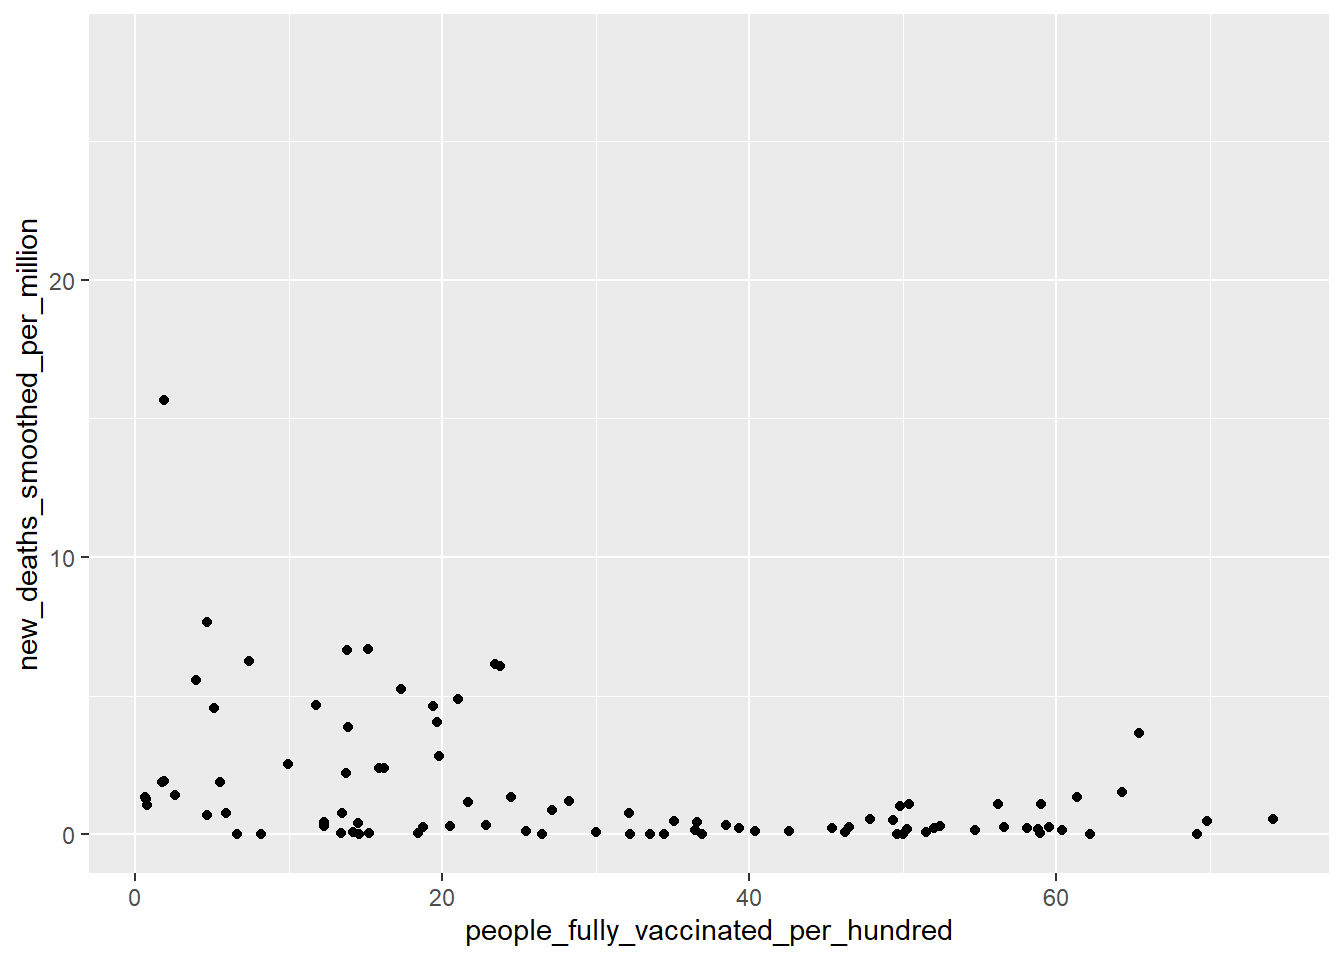 new_deaths_smoothed_per_million
20
10
0
0 20 40 60
people_fully_vaccinated_per_hundred